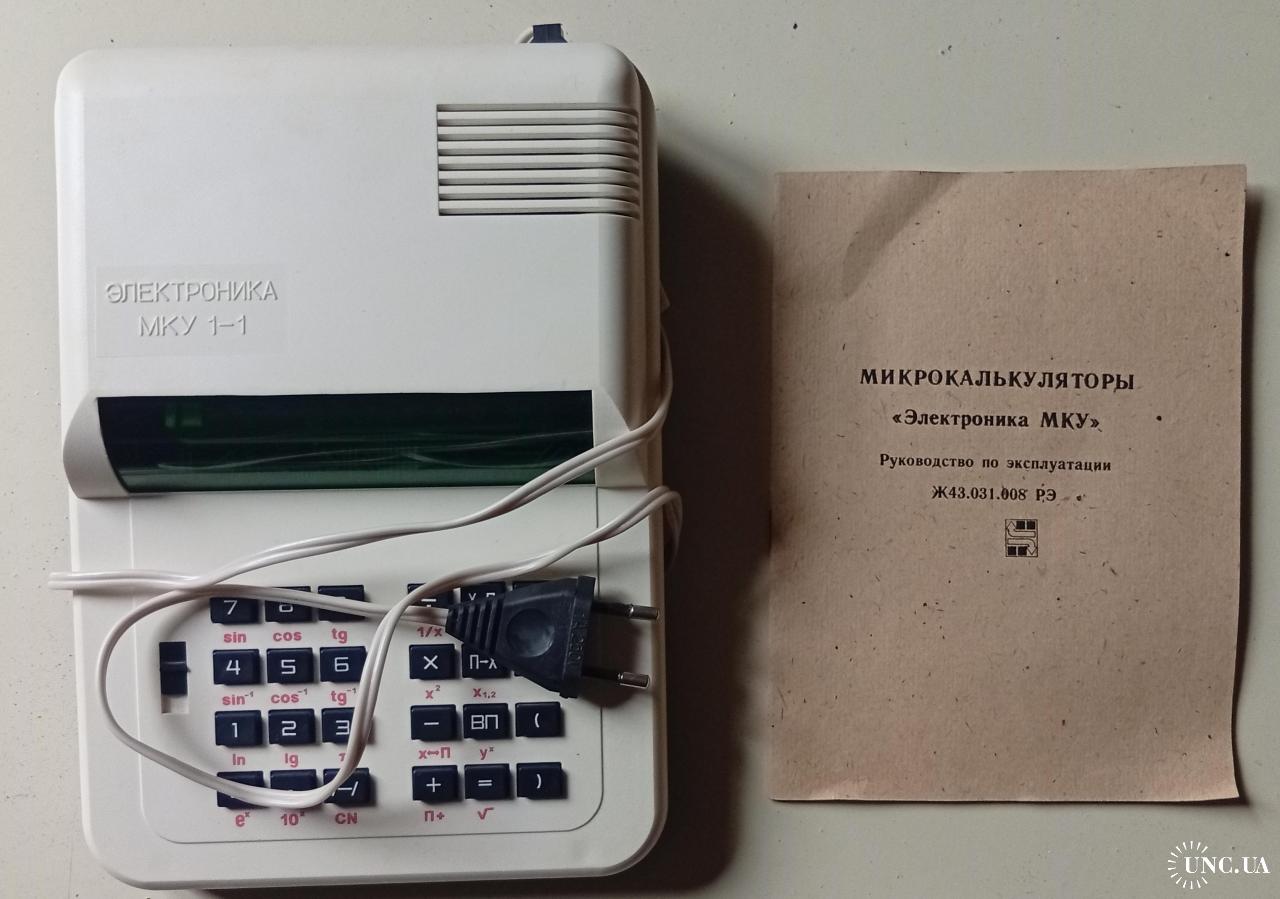 ЭЛЕКТРОНИКА
МКУ 1-1
7 8
sin cos tg 1/x
4 5 6 × П→x
sin⁻¹ cos⁻¹ tg⁻¹ x² x₁,₂
1 2 3 − ВП (
ln lg x↔П yˣ
/-/ + = )
eˣ 10ˣ CN П+ √
МИКРОКАЛЬКУЛЯТОРЫ
«Электроника МКУ»
Руководство по эксплуатации
Ж43.031.008 РЭ
UNC.UA